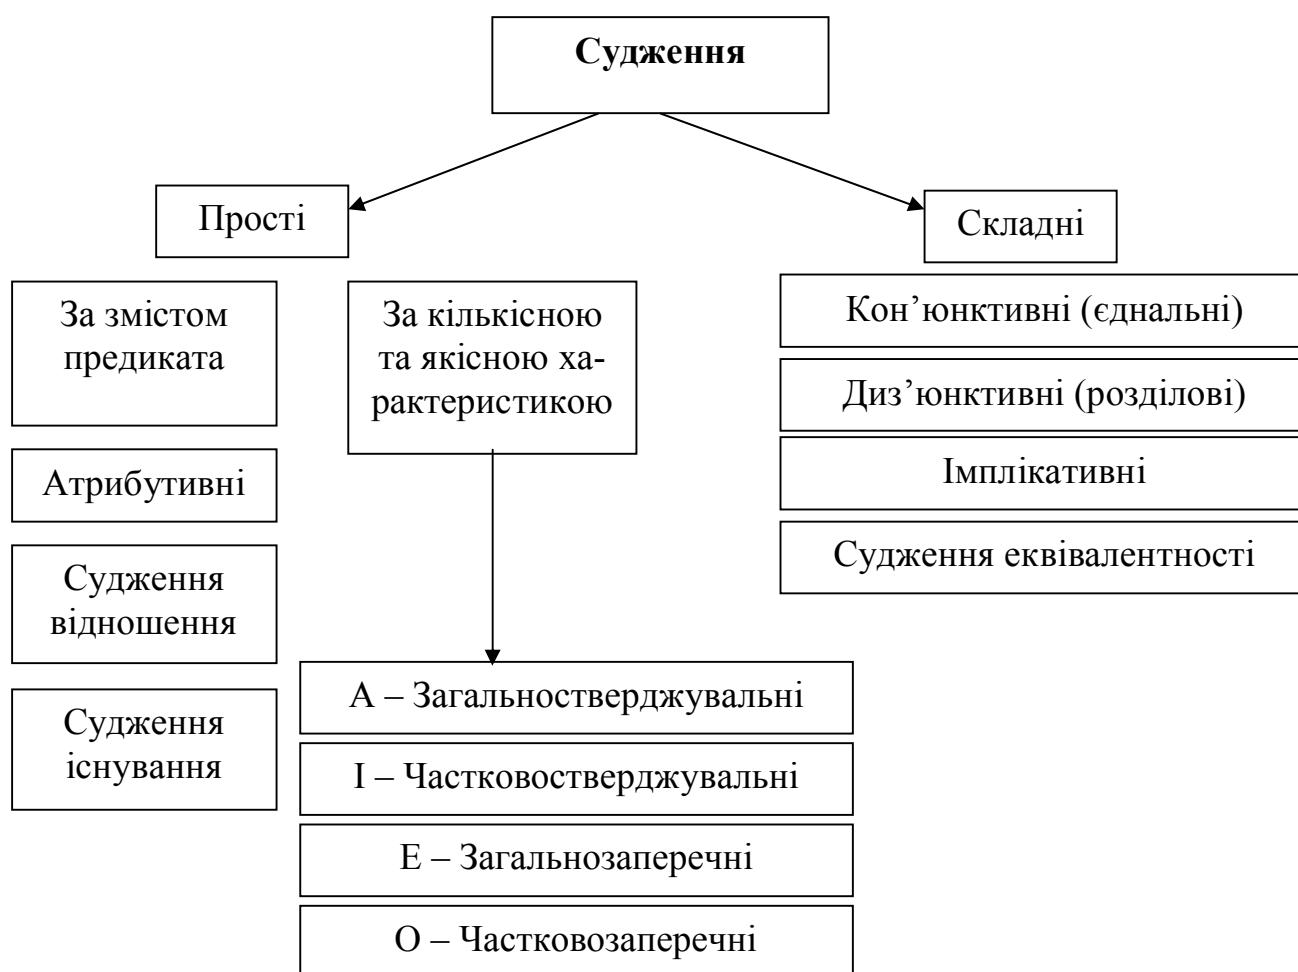 Судження
Прості
Складні
За змістом
предиката
За кількісною
та якісною ха-
рактеристикою
Кон’юнктивні (єднальні)
Диз’юнктивні (розділові)
Імплікативні
Судження еквівалентності
Атрибутивні
Судження
відношення
Судження
існування
А – Загальностверджувальні
І – Частковостверджувальні
Е – Загальнозаперечні
О – Частковозаперечні